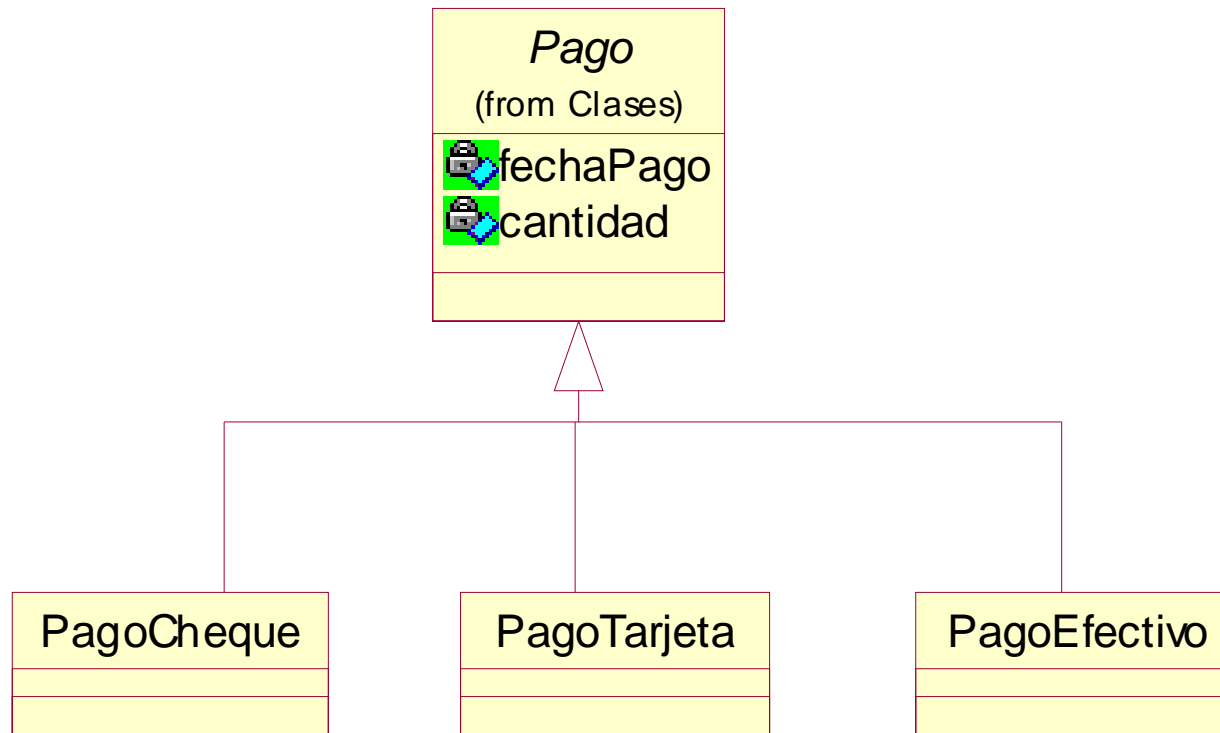 Pago
(from Clases)
fechaPago
cantidad
PagoCheque
PagoTarjeta
PagoEfectivo